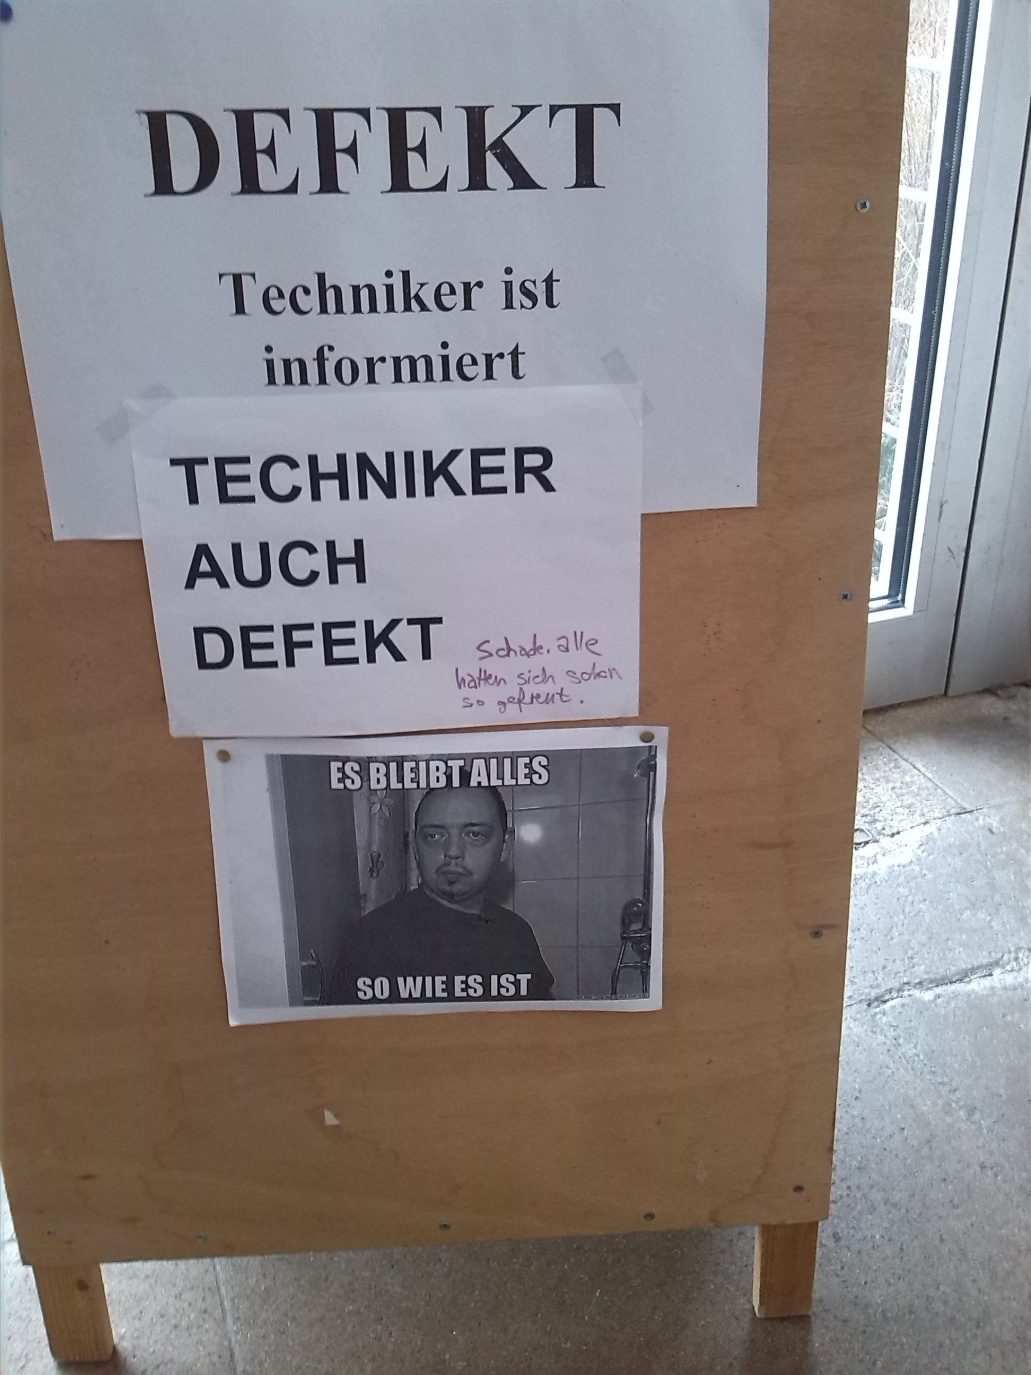 DEFEKT
Techniker ist
informiert
TECHNIKER
AUCH
DEFEKT
Schade, alle
hatten sich schon
so gefreut.
ES BLEIBT ALLES
SO WIE ES IST